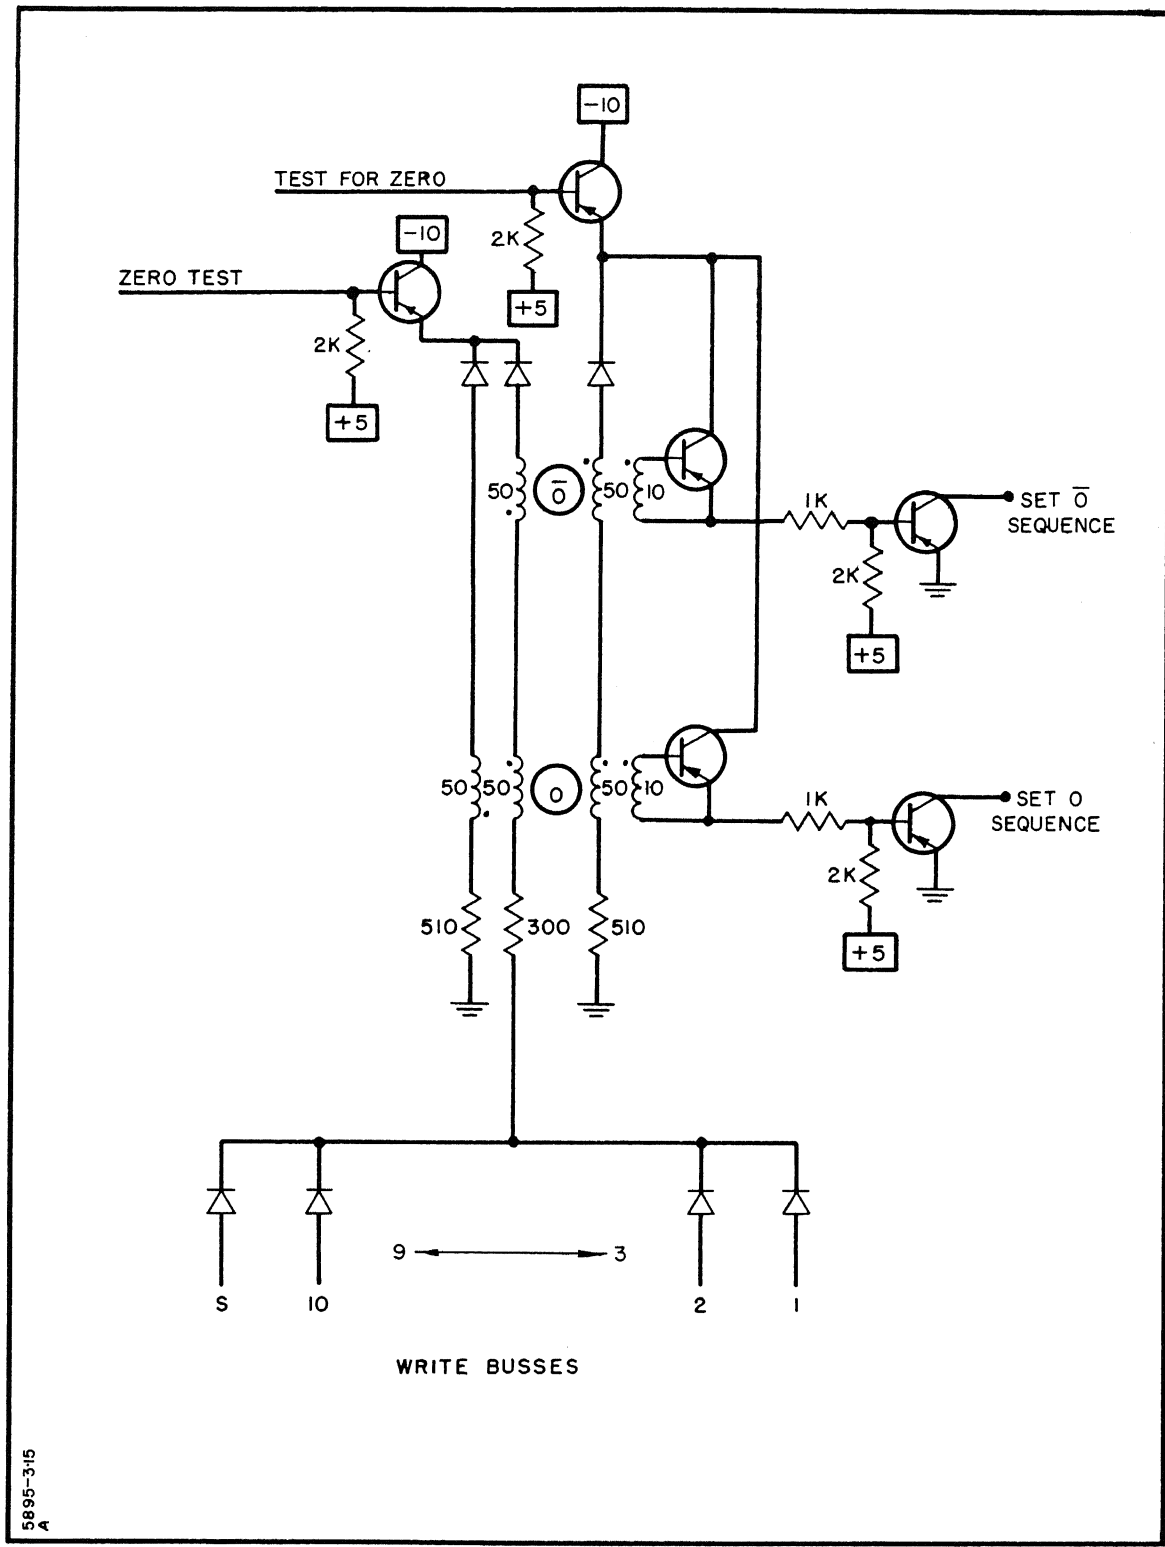 -10
TEST FOR ZERO
2K
-10
+5
ZERO TEST
2K
+5
50
0̅
50
10
1K
SET 0̅
SEQUENCE
2K
+5
50
50
0
50
10
1K
SET 0
SEQUENCE
2K
+5
510
300
510
9
3
S
10
2
1
WRITE BUSSES
5895-3-15
A